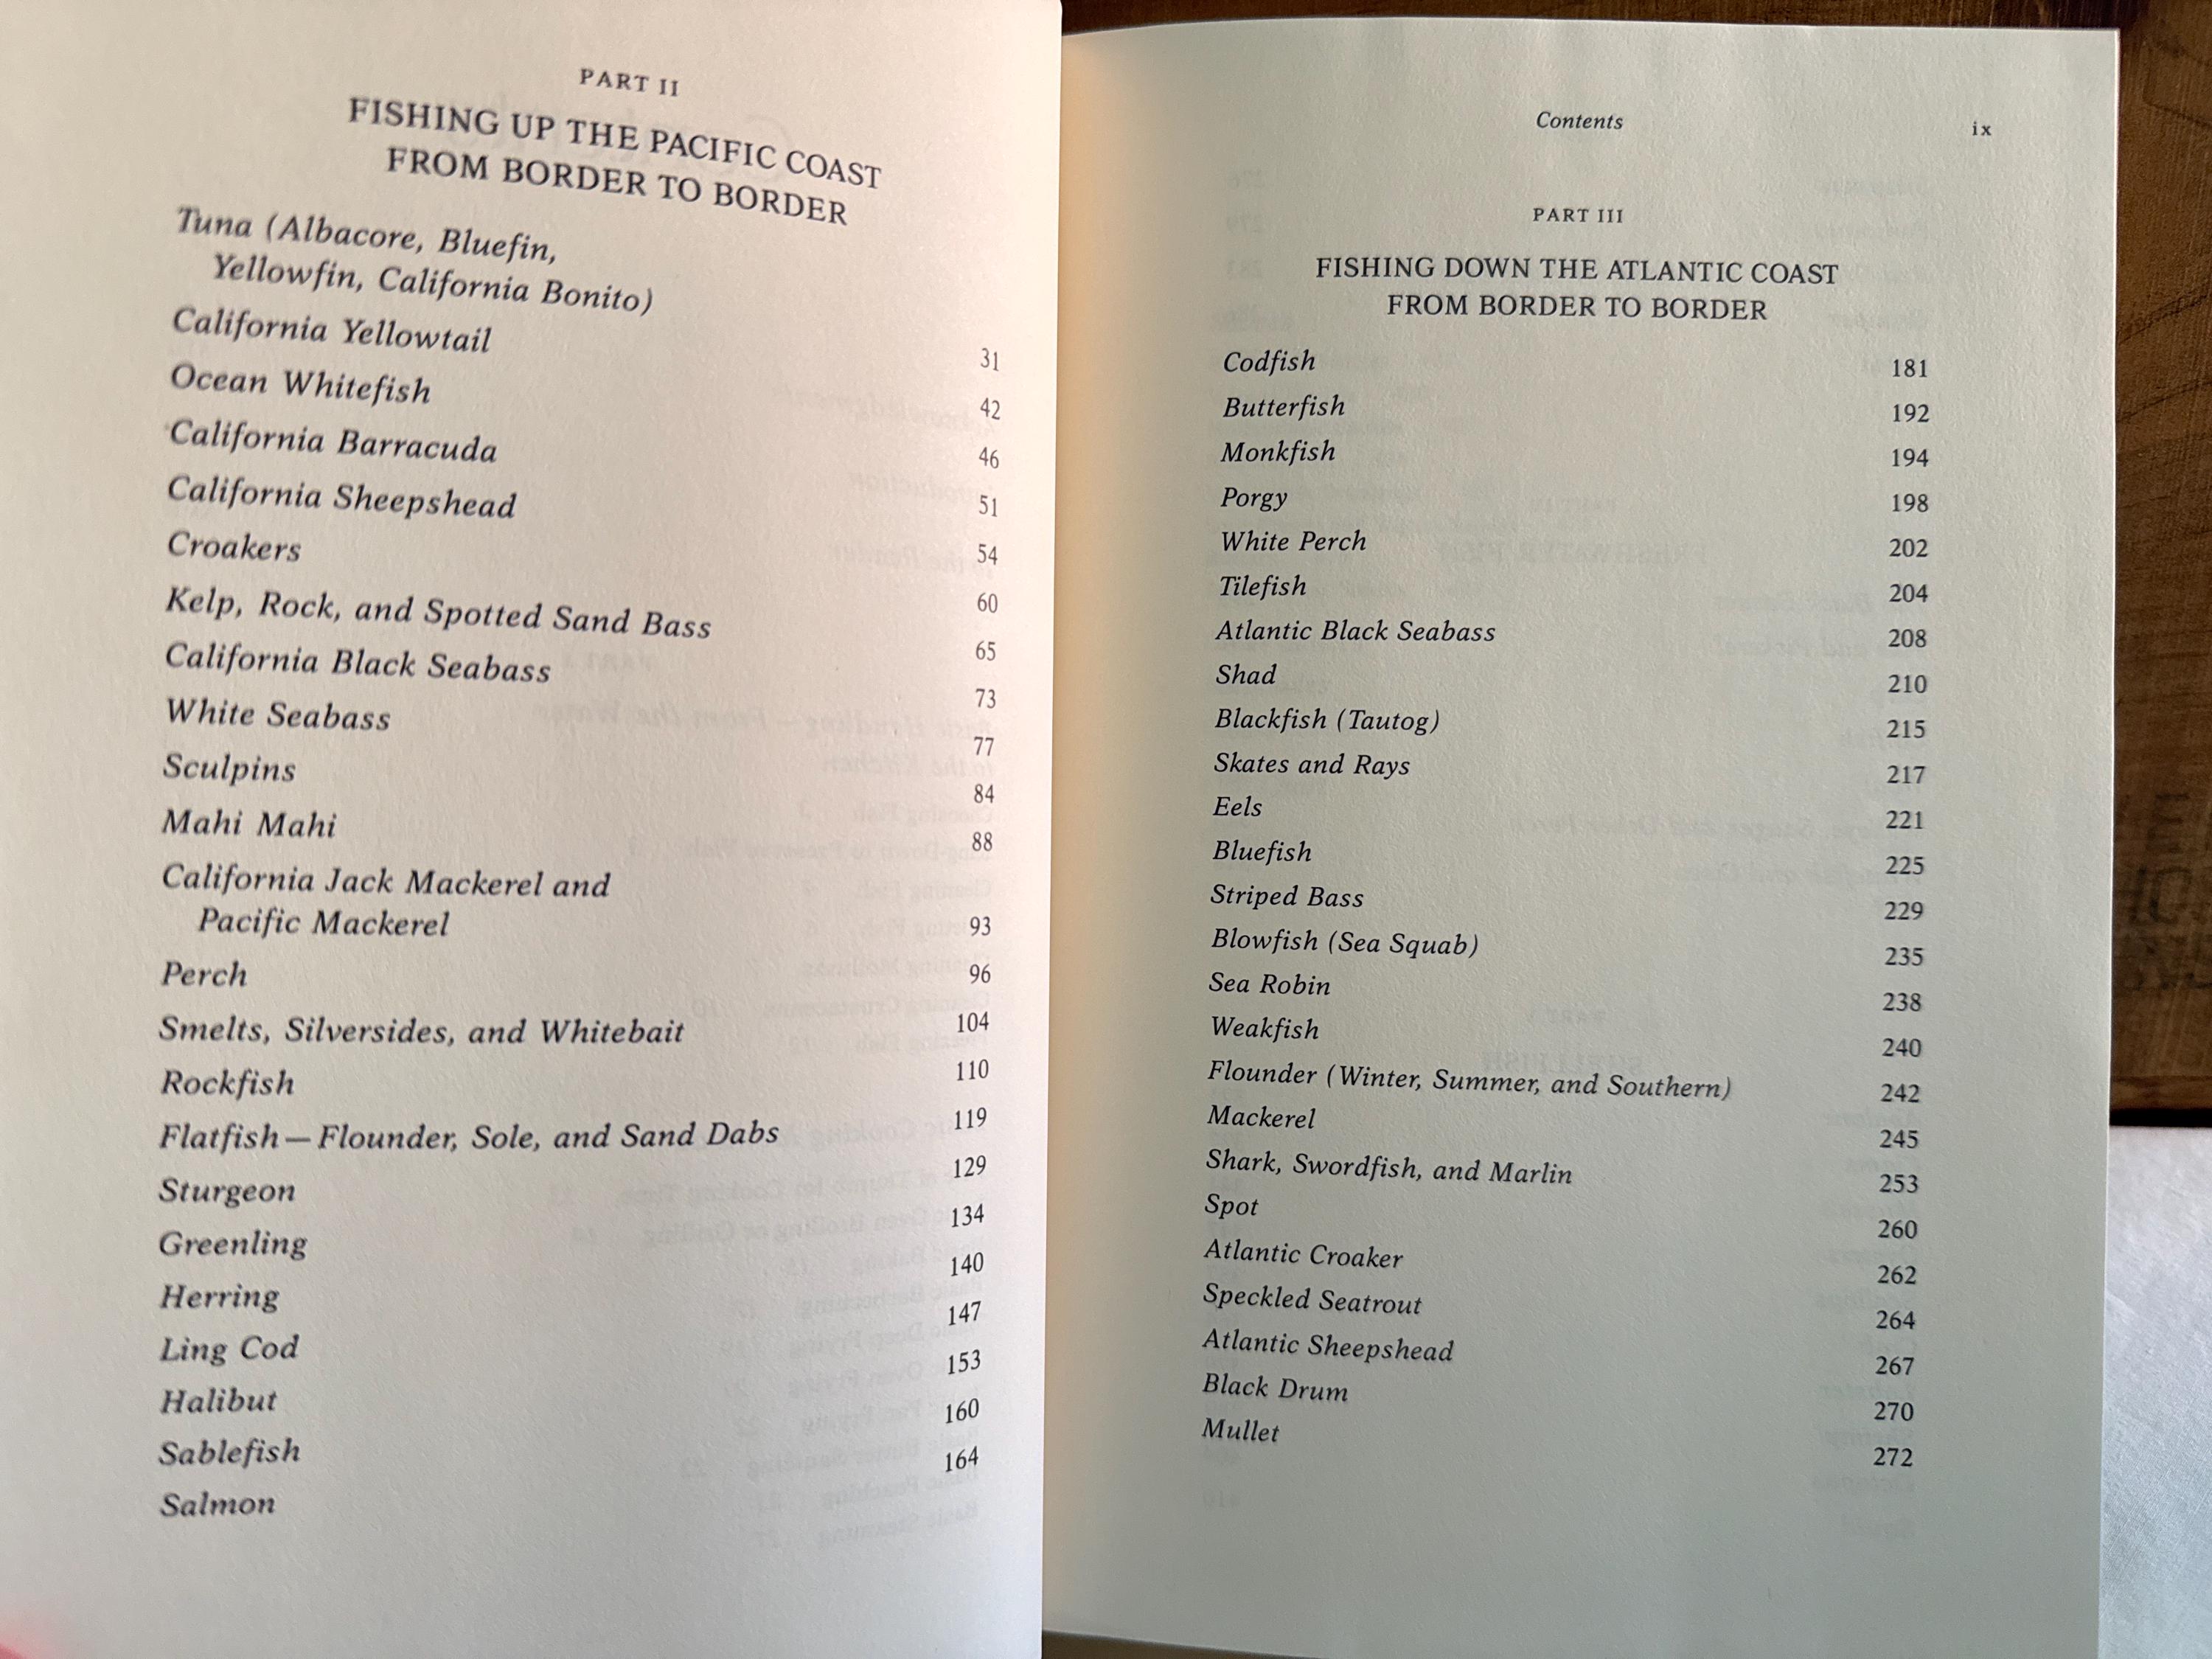 PART II
FISHING UP THE PACIFIC COAST
FROM BORDER TO BORDER
Tuna (Albacore, Bluefin,
Yellowfin, California Bonito) 31
California Yellowtail 42
Ocean Whitefish 46
California Barracuda 51
California Sheepshead 54
Croakers 60
Kelp, Rock, and Spotted Sand Bass 65
California Black Seabass 73
White Seabass 77
Sculpins 84
Mahi Mahi 88
California Jack Mackerel and
Pacific Mackerel 93
Perch 96
Smelts, Silversides, and Whitebait 104
Rockfish 110
Flatfish—Flounder, Sole, and Sand Dabs 119
Sturgeon 129
Greenling 134
Herring 140
Ling Cod 147
Halibut 153
Sablefish 160
Salmon 164
Contents ix
PART III
FISHING DOWN THE ATLANTIC COAST
FROM BORDER TO BORDER
Codfish 181
Butterfish 192
Monkfish 194
Porgy 198
White Perch 202
Tilefish 204
Atlantic Black Seabass 208
Shad 210
Blackfish (Tautog) 215
Skates and Rays 217
Eels 221
Bluefish 225
Striped Bass 229
Blowfish (Sea Squab) 235
Sea Robin 238
Weakfish 240
Flounder (Winter, Summer, and Southern) 242
Mackerel 245
Shark, Swordfish, and Marlin 253
Spot 260
Atlantic Croaker 262
Speckled Seatrout 264
Atlantic Sheepshead 267
Black Drum 270
Mullet 272